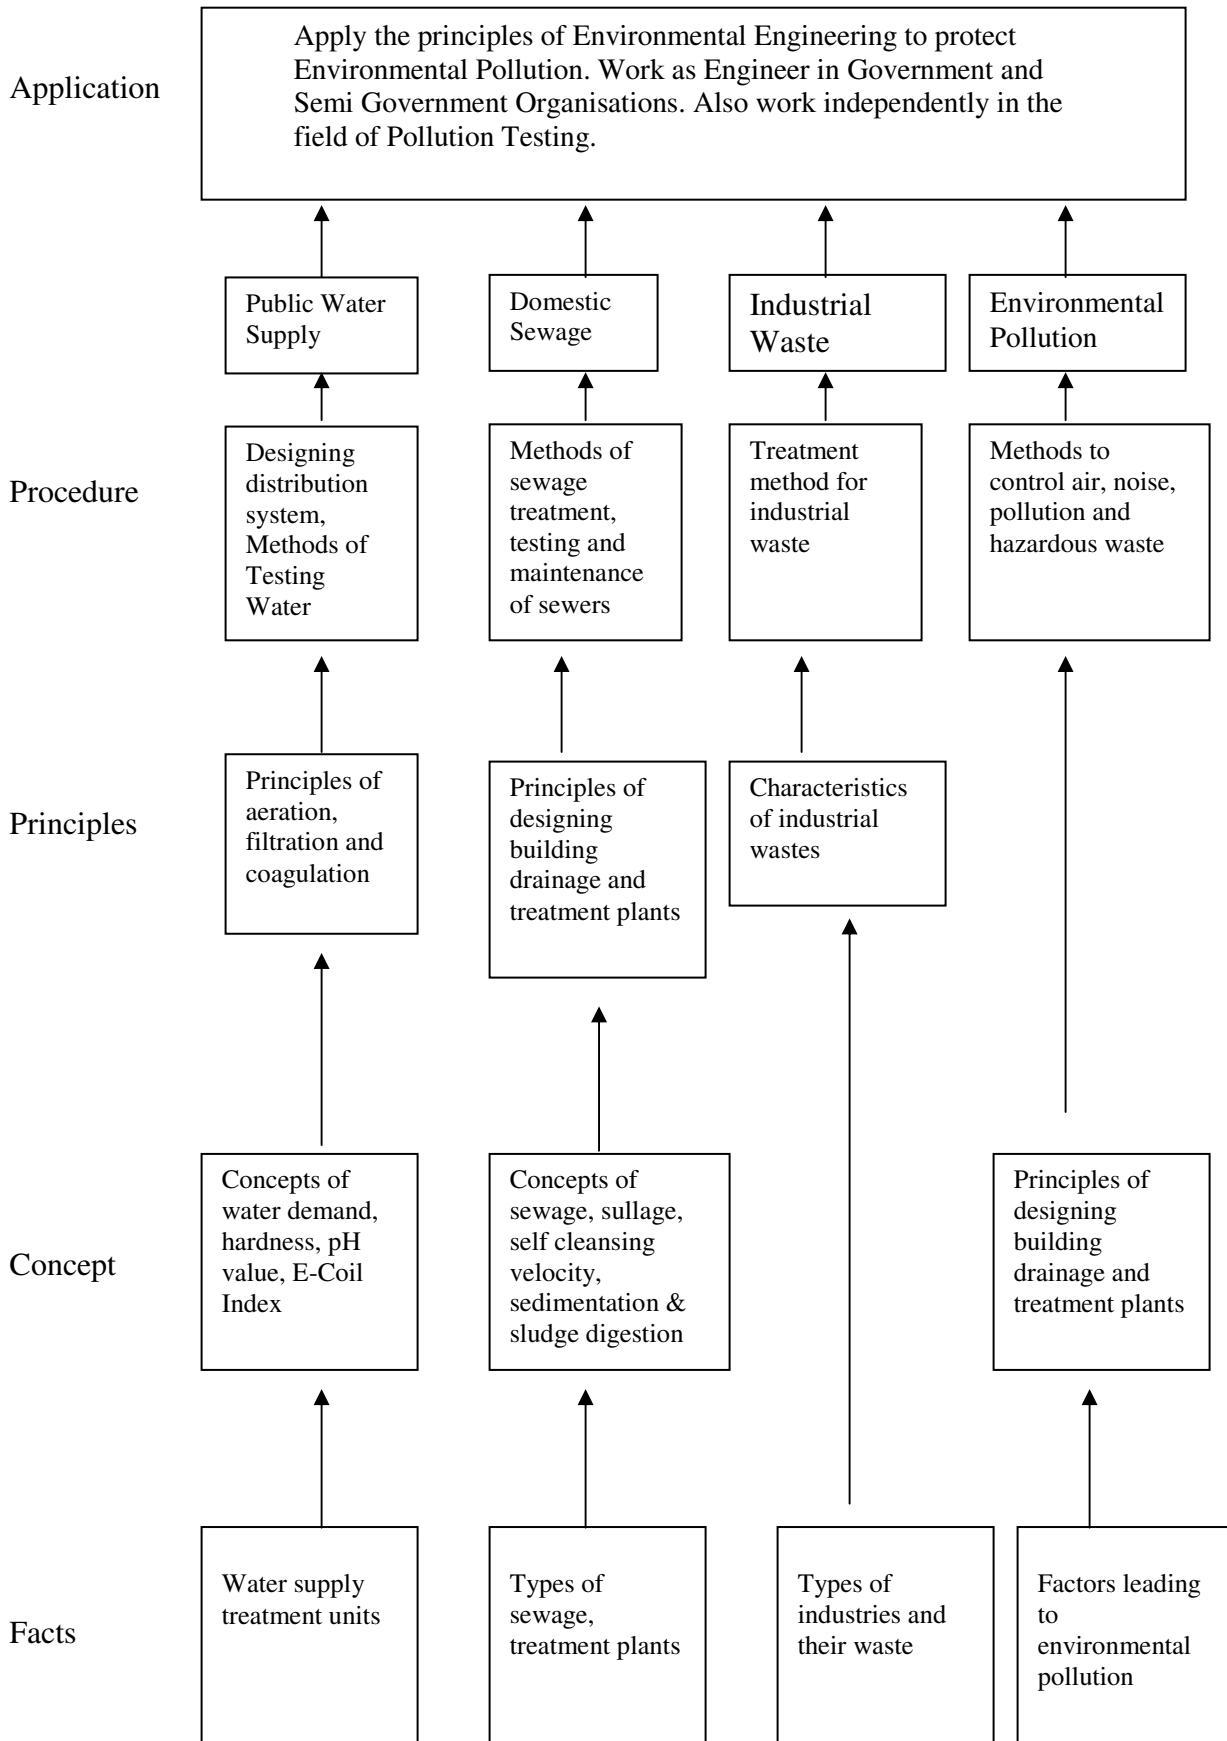 Application
Apply the principles of Environmental Engineering to protect
Environmental Pollution. Work as Engineer in Government and
Semi Government Organisations. Also work independently in the
field of Pollution Testing.
Public Water
Supply
Domestic
Sewage
Industrial
Waste
Environmental
Pollution
Procedure
Designing
distribution
system,
Methods of
Testing
Water
Methods of
sewage
treatment,
testing and
maintenance
of sewers
Treatment
method for
industrial
waste
Methods to
control air, noise,
pollution and
hazardous waste
Principles
Principles of
aeration,
filtration and
coagulation
Principles of
designing
building
drainage and
treatment plants
Characteristics
of industrial
wastes
Concept
Concepts of
water demand,
hardness, pH
value, E-Coil
Index
Concepts of
sewage, sullage,
self cleansing
velocity,
sedimentation &
sludge digestion
Principles of
designing
building
drainage and
treatment plants
Facts
Water supply
treatment units
Types of
sewage,
treatment plants
Types of
industries and
their waste
Factors leading
to
environmental
pollution